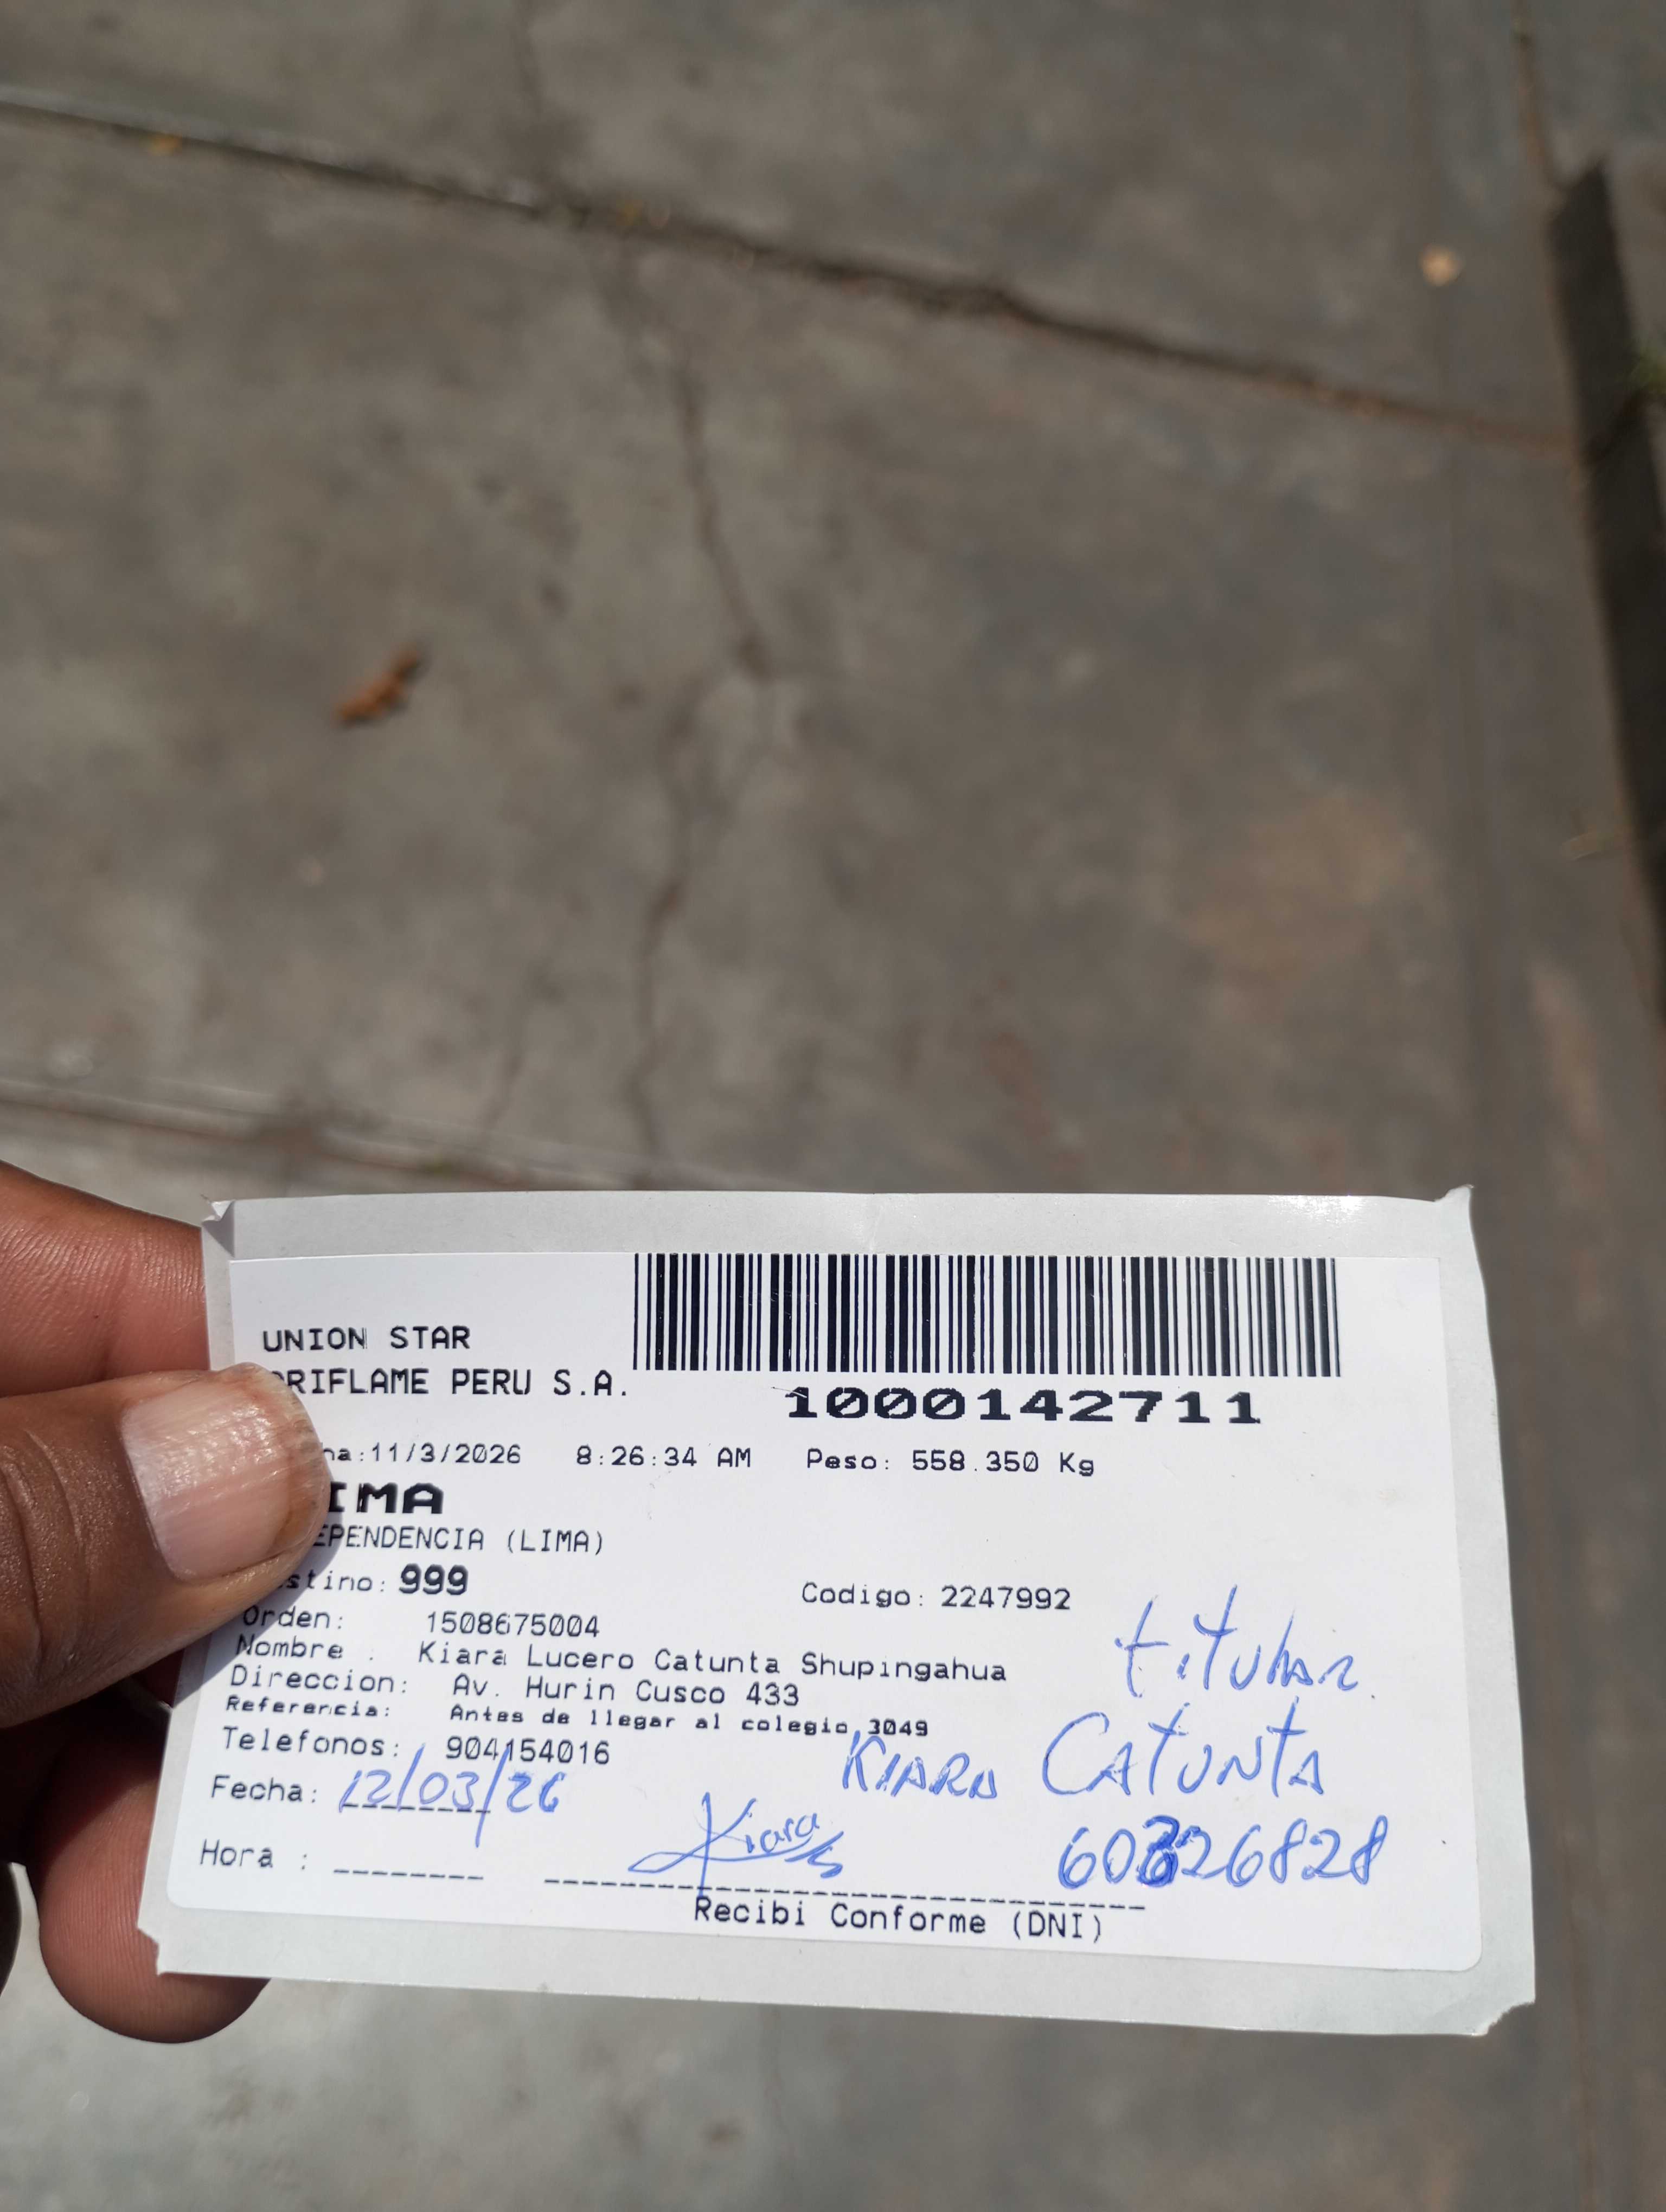 UNION STAR
ORIFLAME PERU S.A.
1000142711
ha:11/3/2026 8:26:34 AM Peso: 558.350 Kg
IMA
EPENDENCIA (LIMA)
stino: 999 Codigo: 2247992
Orden: 1508675004
Nombre : Kiara Lucero Catunta Shupingahua
titular
Direccion: Av. Hurin Cusco 433
Referencia: Antes de llegar al colegio 3049
Telefonos: 904154016
KIARA CATUNTA
Fecha: 12/03/26
Kiara
Hora :
Recibi Conforme (DNI)